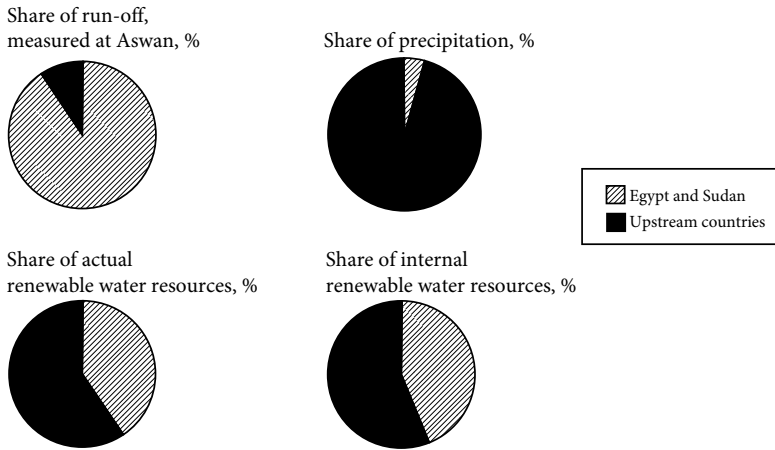 Share of run-off,
measured at Aswan, %
Share of precipitation, %
Egypt and Sudan
Upstream countries
Share of actual
renewable water resources, %
Share of internal
renewable water resources, %